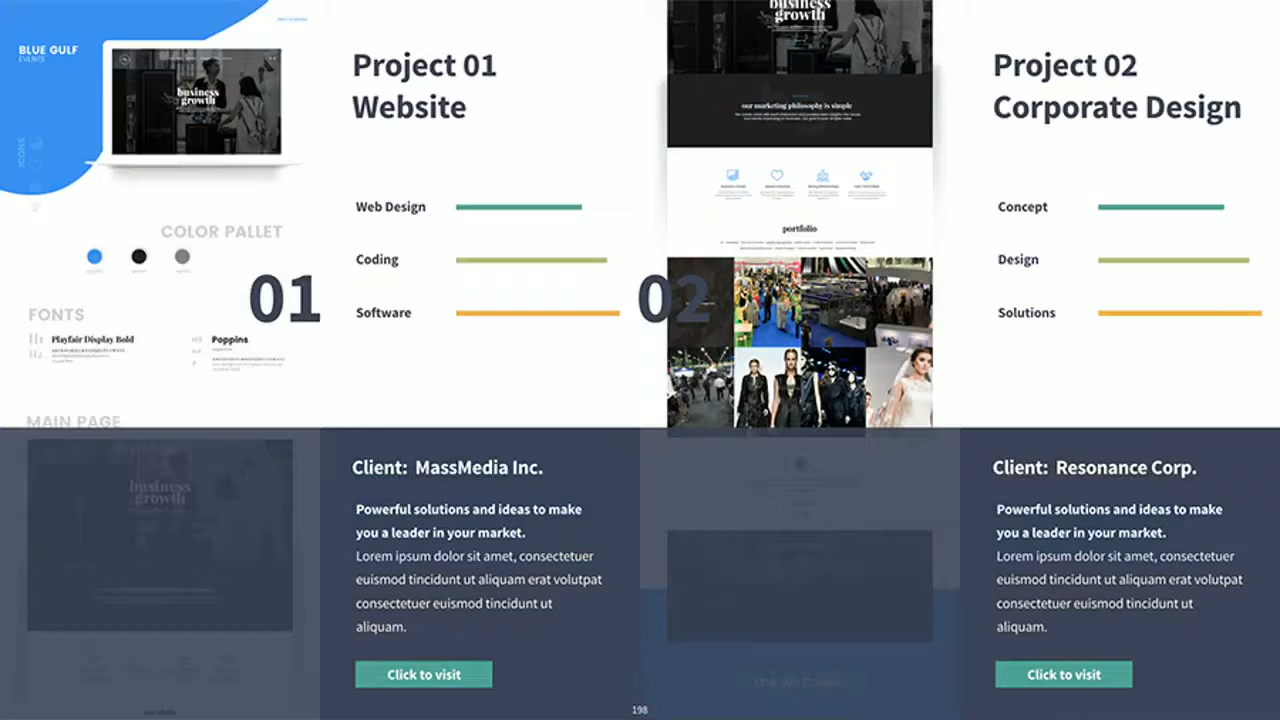 BLUE GULF
EVENTS
business
growth
ICONS
COLOR PALLET
FONTS
Playfair Display Bold
Poppins
MAIN PAGE
business
growth
01
Project 01
Website
Web Design
Coding
Software
Client: MassMedia Inc.
Powerful solutions and ideas to make
you a leader in your market.
Lorem ipsum dolor sit amet, consectetuer
euismod tincidunt ut aliquam erat volutpat
consectetuer euismod tincidunt ut
aliquam.
Click to visit
business
growth
our marketing philosophy is simple
portfolio
02
Project 02
Corporate Design
Concept
Design
Solutions
Client: Resonance Corp.
Powerful solutions and ideas to make
you a leader in your market.
Lorem ipsum dolor sit amet, consectetuer
euismod tincidunt ut aliquam erat volutpat
consectetuer euismod tincidunt ut
aliquam.
Click to visit
198